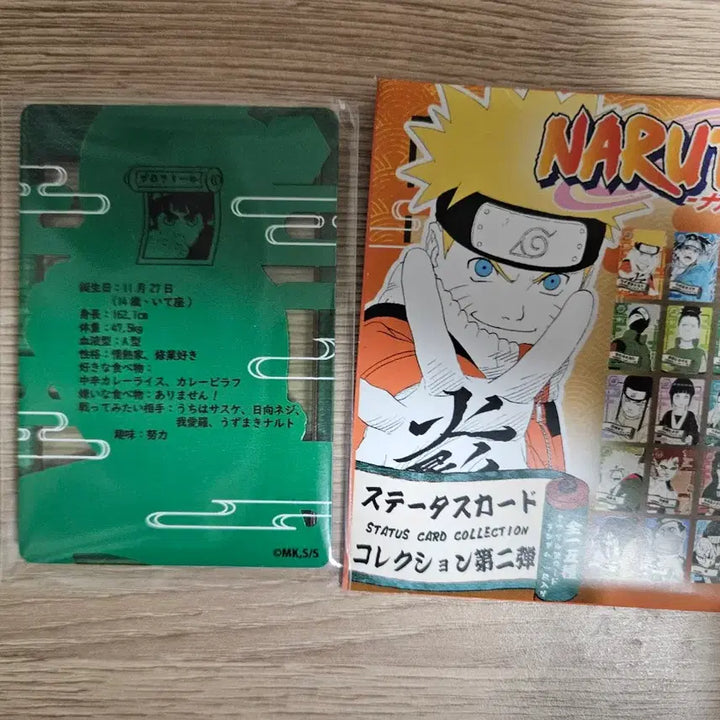 プロフィール
誕生日:11月27日
(14歳・いて座)
身長:162.1cm
体重:47.5kg
血液型:A型
性格:情熱家、修業好き
好きな食べ物:
中辛カレーライス、カレーピラフ
嫌いな食べ物:ありません!
戦ってみたい相手:うちはサスケ、日向ネジ、
我愛羅、うずまきナルト
趣味:努力
©MK,S/S
NARUT
ステータスカード
STATUS CARD COLLECTION
コレクション第二弾